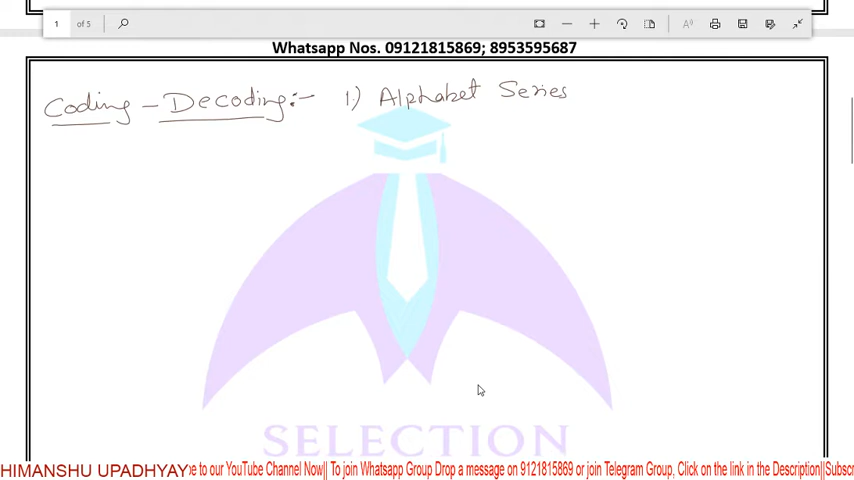 1 of 5
Whatsapp Nos. 09121815869; 8953595687
Coding - Decoding:- 1) Alphabet Series
SELECTION
HIMANSHU UPADHYAY be to our YouTube Channel Now|| To join Whatsapp Group Drop a message on 9121815869 or join Telegram Group, Click on the link in the Description||Subscr